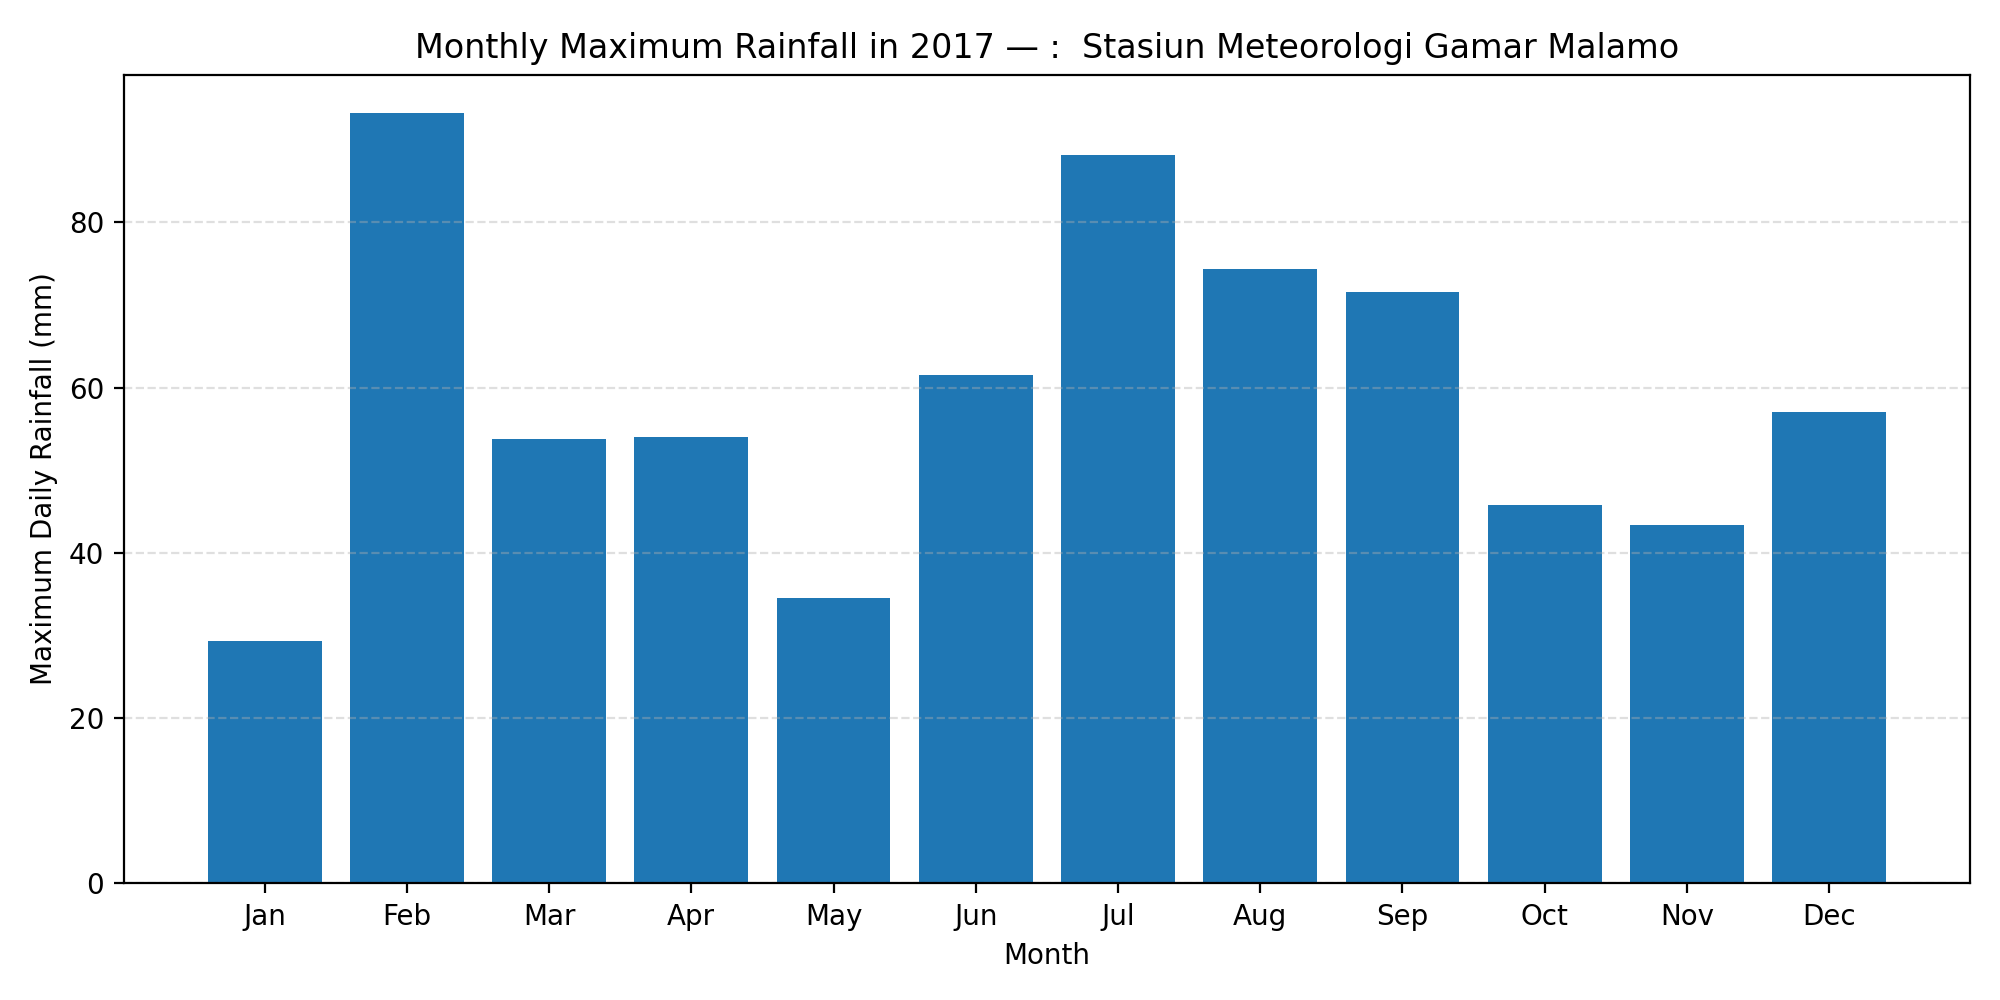 Monthly Maximum Rainfall in 2017 — :  Stasiun Meteorologi Gamar Malamo
Maximum Daily Rainfall (mm)
80
60
40
20
0
Jan Feb Mar Apr May Jun Jul Aug Sep Oct Nov Dec
Month